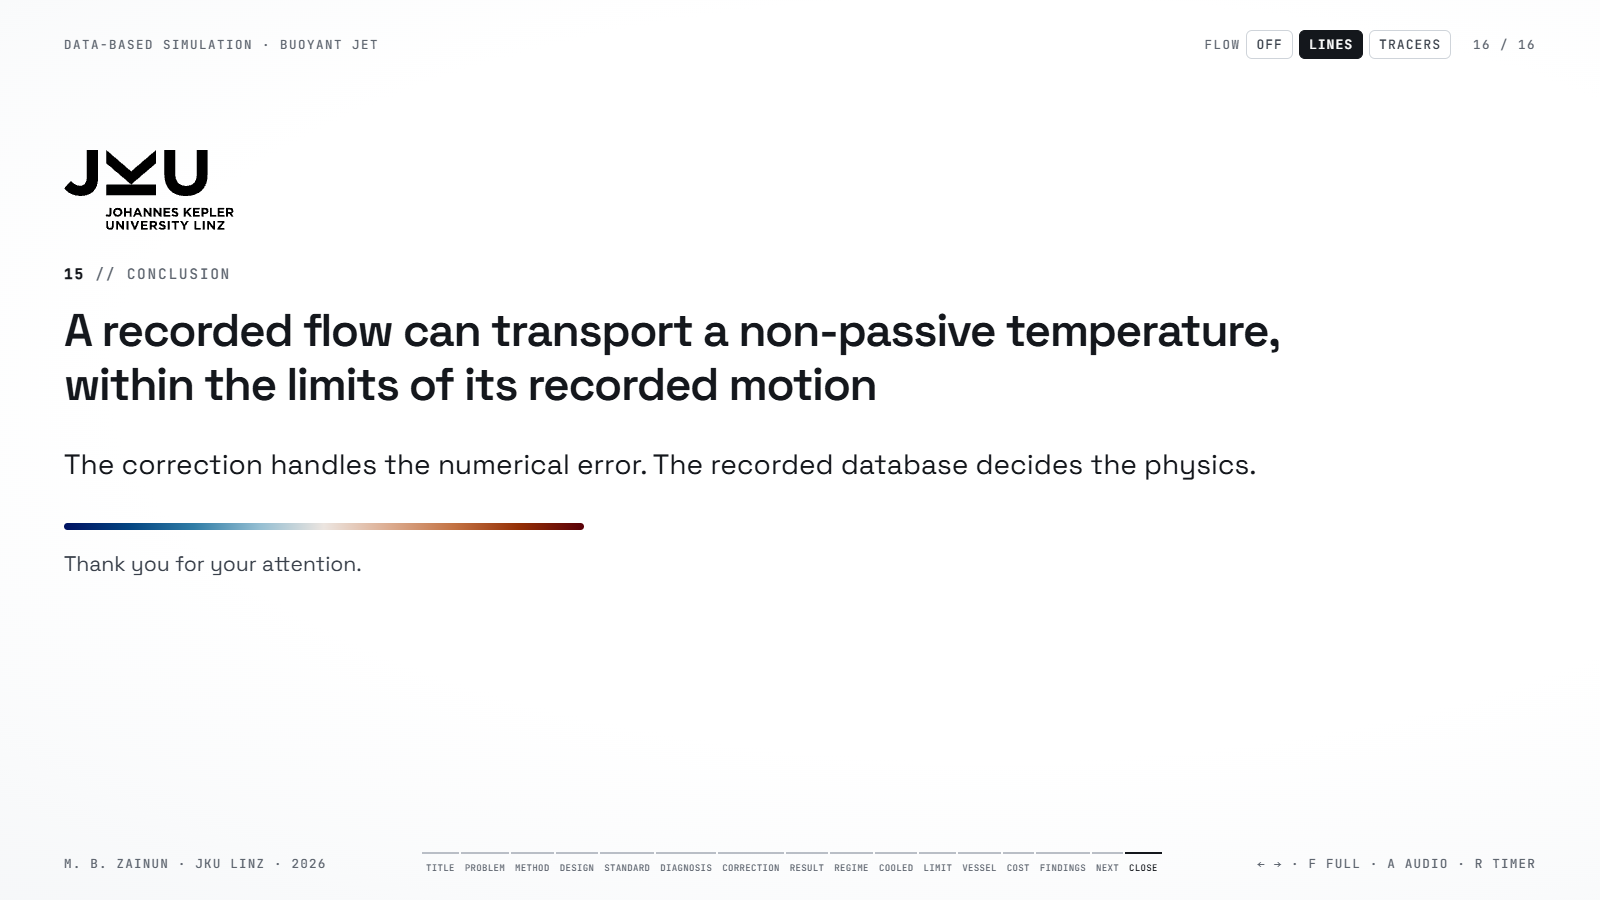 DATA-BASED SIMULATION · BUOYANT JET
FLOW OFF LINES TRACERS 16 / 16
JKU
JOHANNES KEPLER
UNIVERSITY LINZ
15 // CONCLUSION
A recorded flow can transport a non-passive temperature,
within the limits of its recorded motion
The correction handles the numerical error. The recorded database decides the physics.
Thank you for your attention.
M. B. ZAINUN · JKU LINZ · 2026
TITLE PROBLEM METHOD DESIGN STANDARD DIAGNOSIS CORRECTION RESULT REGIME COOLED LIMIT VESSEL COST FINDINGS NEXT CLOSE
← → · F FULL · A AUDIO · R TIMER